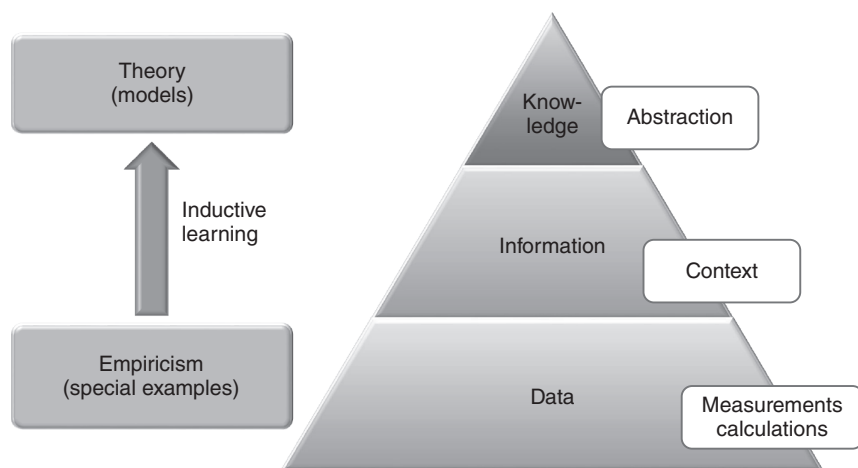 Theory
(models)
Inductive
learning
Empiricism
(special examples)
Know-
ledge
Abstraction
Information
Context
Data
Measurements
calculations